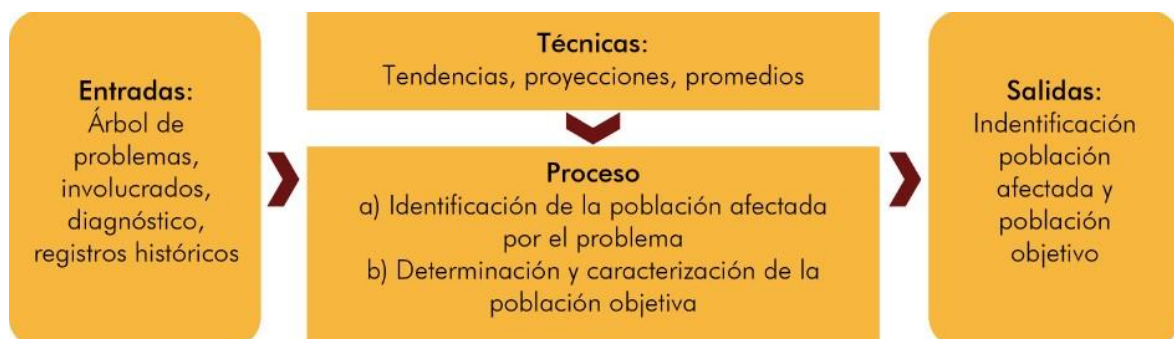 Entradas:
Árbol de
problemas,
involucrados,
diagnóstico,
registros históricos
Técnicas:
Tendencias, proyecciones, promedios
Proceso
a) Identificación de la población afectada
por el problema
b) Determinación y caracterización de la
población objetiva
Salidas:
Indentificación
población
afectada y
población
objetivo